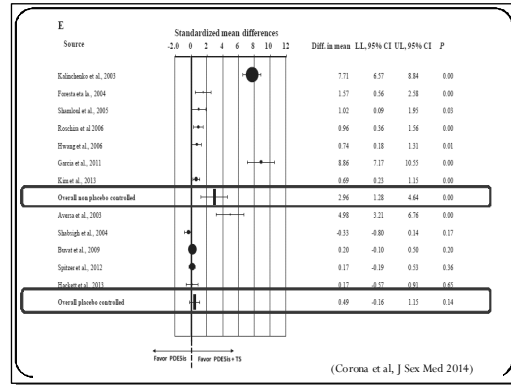 E
Standardized mean differences
Source
-2.0 0 2 4 6 8 10 12
Diff. in mean LL, 95% CI UL, 95% CI P
Kalinchenko et al., 2003 7.71 6.57 8.84 0.00
Foresta et la., 2004 1.57 0.56 2.58 0.00
Shamloul et al., 2005 1.02 0.09 1.95 0.03
Roschira et al 2006 0.96 0.36 1.56 0.00
Hwang et al., 2006 0.74 0.18 1.31 0.01
Garcia et al., 2011 8.86 7.17 10.55 0.00
Kim et al., 2013 0.69 0.23 1.15 0.00
Overall non placebo controlled 2.96 1.28 4.64 0.00
Aversa et al., 2003 4.98 3.21 6.76 0.00
Shabsigh et al., 2004 -0.33 -0.80 0.14 0.17
Buvat et al., 2009 0.20 -0.10 0.50 0.20
Spitzer et al., 2012 0.17 -0.19 0.53 0.36
Hackett et al., 2013 0.17 -0.57 0.91 0.65
Overall placebo controlled 0.49 -0.16 1.15 0.14
Favor PDE5is Favor PDE5is + TS
(Corona et al, J Sex Med 2014)